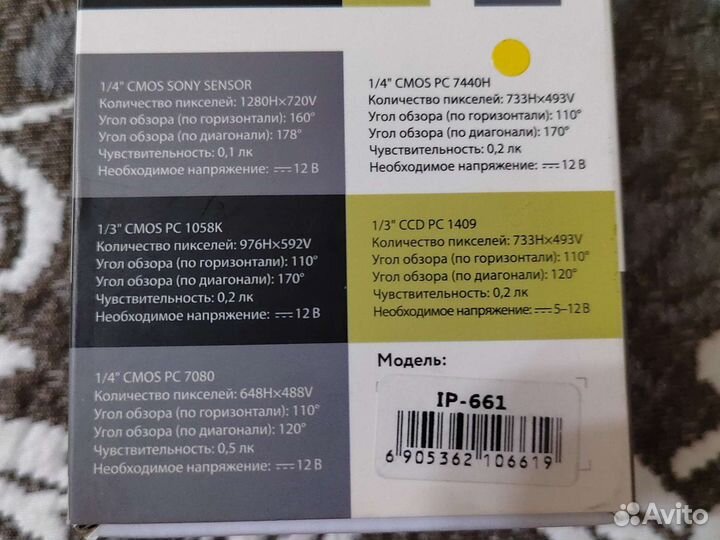 1/4" CMOS SONY SENSOR
Количество пикселей: 1280H×720V
Угол обзора (по горизонтали): 160°
Угол обзора (по диагонали): 178°
Чувствительность: 0,1 лк
Необходимое напряжение: ⎓12 В
1/4" CMOS PC 7440H
Количество пикселей: 733H×493V
Угол обзора (по горизонтали): 110°
Угол обзора (по диагонали): 170°
Чувствительность: 0,2 лк
Необходимое напряжение: ⎓12 В
1/3" CMOS PC 1058K
Количество пикселей: 976H×592V
Угол обзора (по горизонтали): 110°
Угол обзора (по диагонали): 170°
Чувствительность: 0,2 лк
Необходимое напряжение: ⎓12 В
1/3" CCD PC 1409
Количество пикселей: 733H×493V
Угол обзора (по горизонтали): 110°
Угол обзора (по диагонали): 120°
Чувствительность: 0,2 лк
Необходимое напряжение: ⎓5–12 В
1/4" CMOS PC 7080
Количество пикселей: 648H×488V
Угол обзора (по горизонтали): 110°
Угол обзора (по диагонали): 120°
Чувствительность: 0,5 лк
Необходимое напряжение: ⎓12 В
Модель:
IP-661
6 905362 106619
Avito